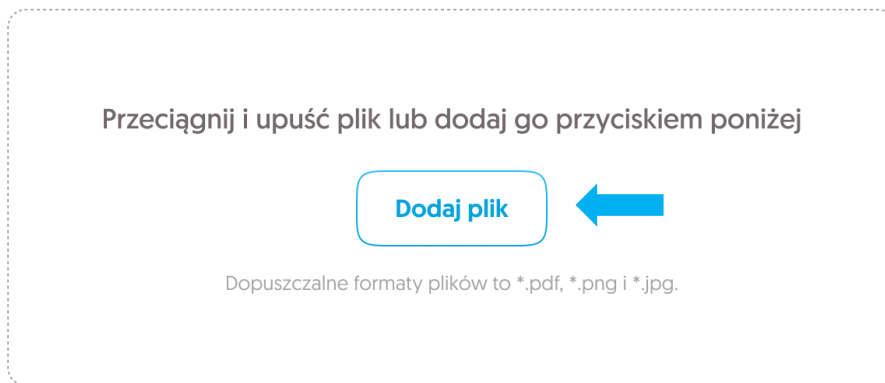 Przeciągnij i upuść plik lub dodaj go przyciskiem poniżej
Dodaj plik
Dopuszczalne formaty plików to *.pdf, *.png i *.jpg.